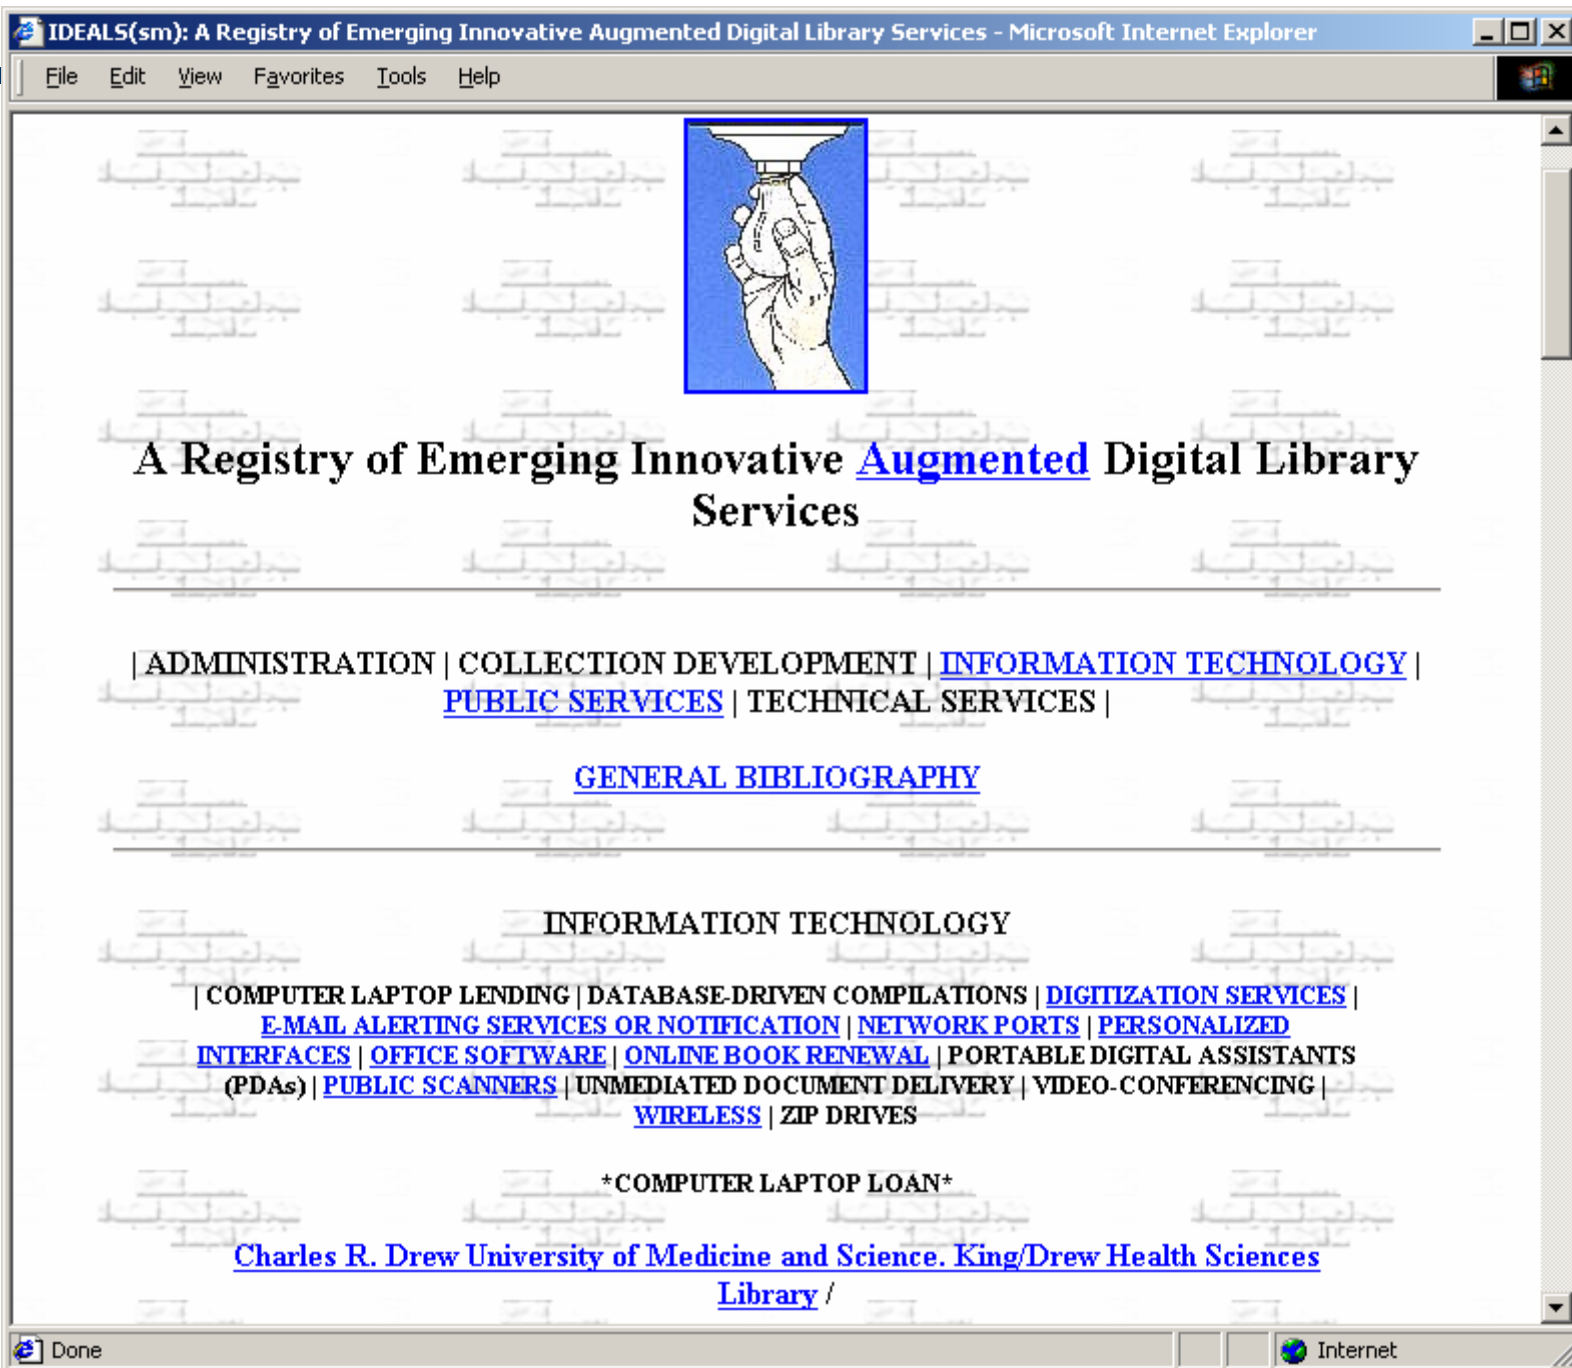 IDEALS(sm): A Registry of Emerging Innovative Augmented Digital Library Services - Microsoft Internet Explorer
File Edit View Favorites Tools Help
A Registry of Emerging Innovative Augmented Digital Library
Services
| ADMINISTRATION | COLLECTION DEVELOPMENT | INFORMATION TECHNOLOGY |
PUBLIC SERVICES | TECHNICAL SERVICES |
GENERAL BIBLIOGRAPHY
INFORMATION TECHNOLOGY
| COMPUTER LAPTOP LENDING | DATABASE-DRIVEN COMPILATIONS | DIGITIZATION SERVICES |
E-MAIL ALERTING SERVICES OR NOTIFICATION | NETWORK PORTS | PERSONALIZED
INTERFACES | OFFICE SOFTWARE | ONLINE BOOK RENEWAL | PORTABLE DIGITAL ASSISTANTS
(PDAs) | PUBLIC SCANNERS | UNMEDIATED DOCUMENT DELIVERY | VIDEO-CONFERENCING |
WIRELESS | ZIP DRIVES
*COMPUTER LAPTOP LOAN*
Charles R. Drew University of Medicine and Science. King/Drew Health Sciences
Library /
Done Internet